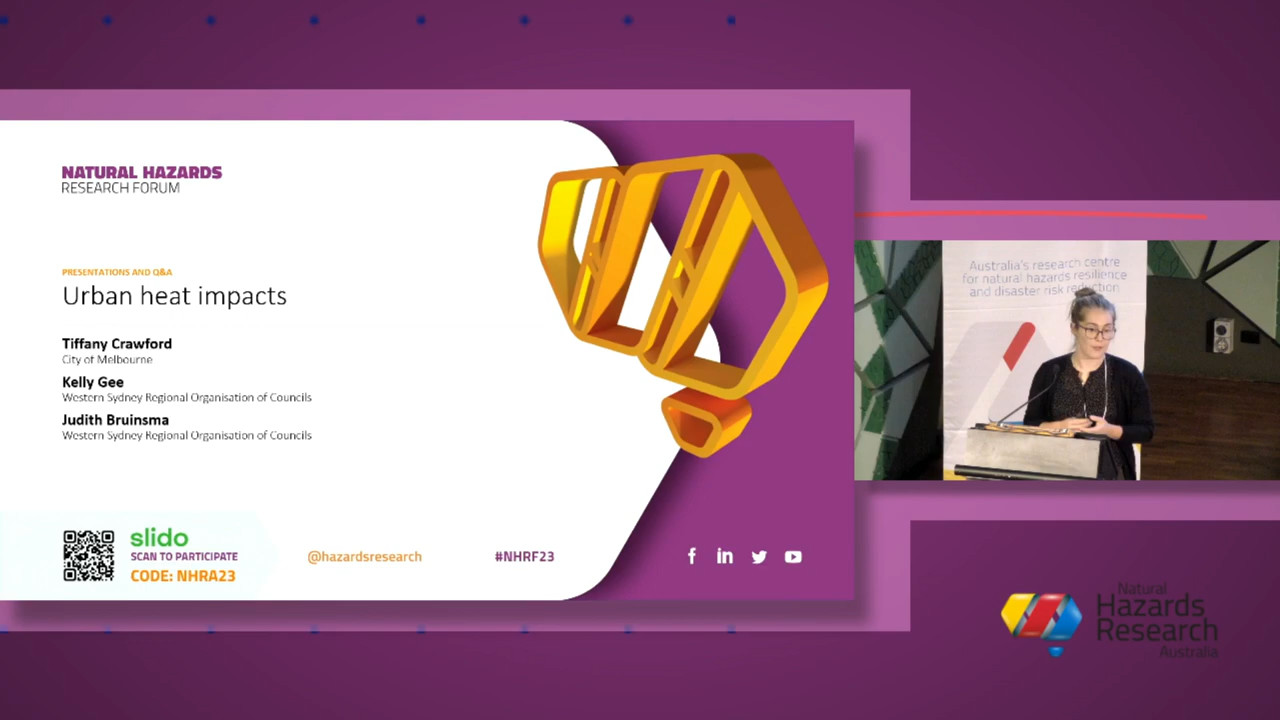 NATURAL HAZARDS
RESEARCH FORUM
PRESENTATIONS AND Q&A
Urban heat impacts
Tiffany Crawford
City of Melbourne
Kelly Gee
Western Sydney Regional Organisation of Councils
Judith Bruinsma
Western Sydney Regional Organisation of Councils
slido
SCAN TO PARTICIPATE
CODE: NHRA23
@hazardsresearch
#NHRF23
Australia's research centre
for natural hazards resilience
and disaster risk reduction
Natural
Hazards
Research
Australia